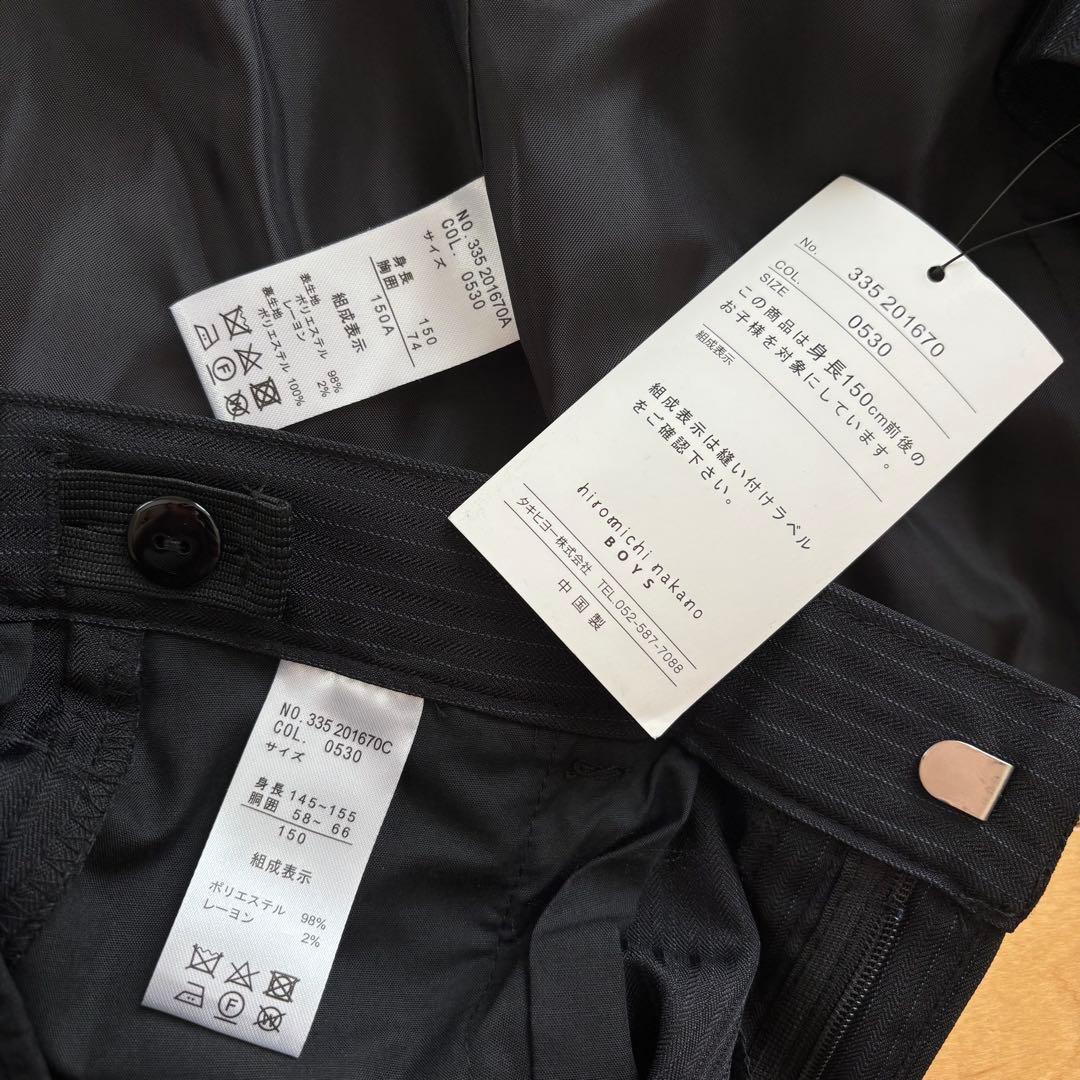 NO. 335 201670A
COL. 0530
サイズ
身長 150
胸囲 74
150A
組成表示
表生地
ポリエステル 98%
レーヨン 2%
裏生地
ポリエステル 100%
F
W
No. 335 201670
COL. 0530
SIZE
この商品は身長150cm前後の
お子様を対象にしています。
組成表示
組成表示は縫い付けラベル
をご確認下さい。
hiromichi nakano
BOYS
タキヒヨー株式会社 TEL.052-587-7088
中国製
NO. 335 201670C
COL. 0530
サイズ
身長 145~155
胴囲 58~ 66
150
組成表示
ポリエステル 98%
レーヨン 2%
F
W